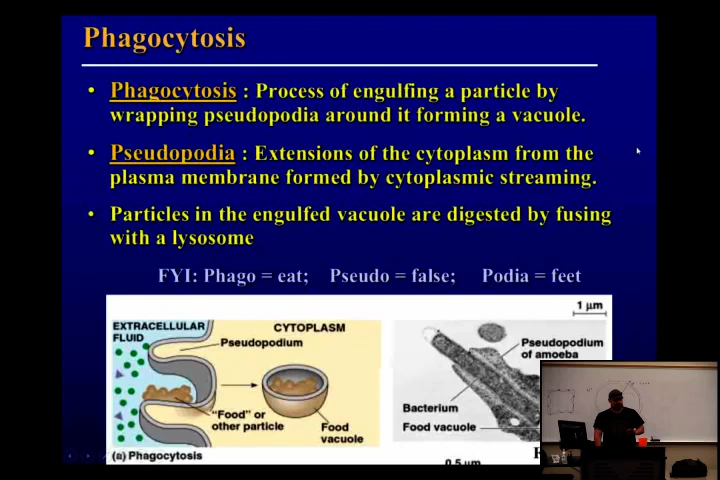 Phagocytosis
• Phagocytosis : Process of engulfing a particle by
wrapping pseudopodia around it forming a vacuole.
• Pseudopodia : Extensions of the cytoplasm from the
plasma membrane formed by cytoplasmic streaming.
• Particles in the engulfed vacuole are digested by fusing
with a lysosome
FYI: Phago = eat; Pseudo = false; Podia = feet
1 μm
EXTRACELLULAR
FLUID
CYTOPLASM
Pseudopodium
"Food" or
other particle
Food
vacuole
(a) Phagocytosis
Pseudopodium
of amoeba
Bacterium
Food vacuole
0.5 μm